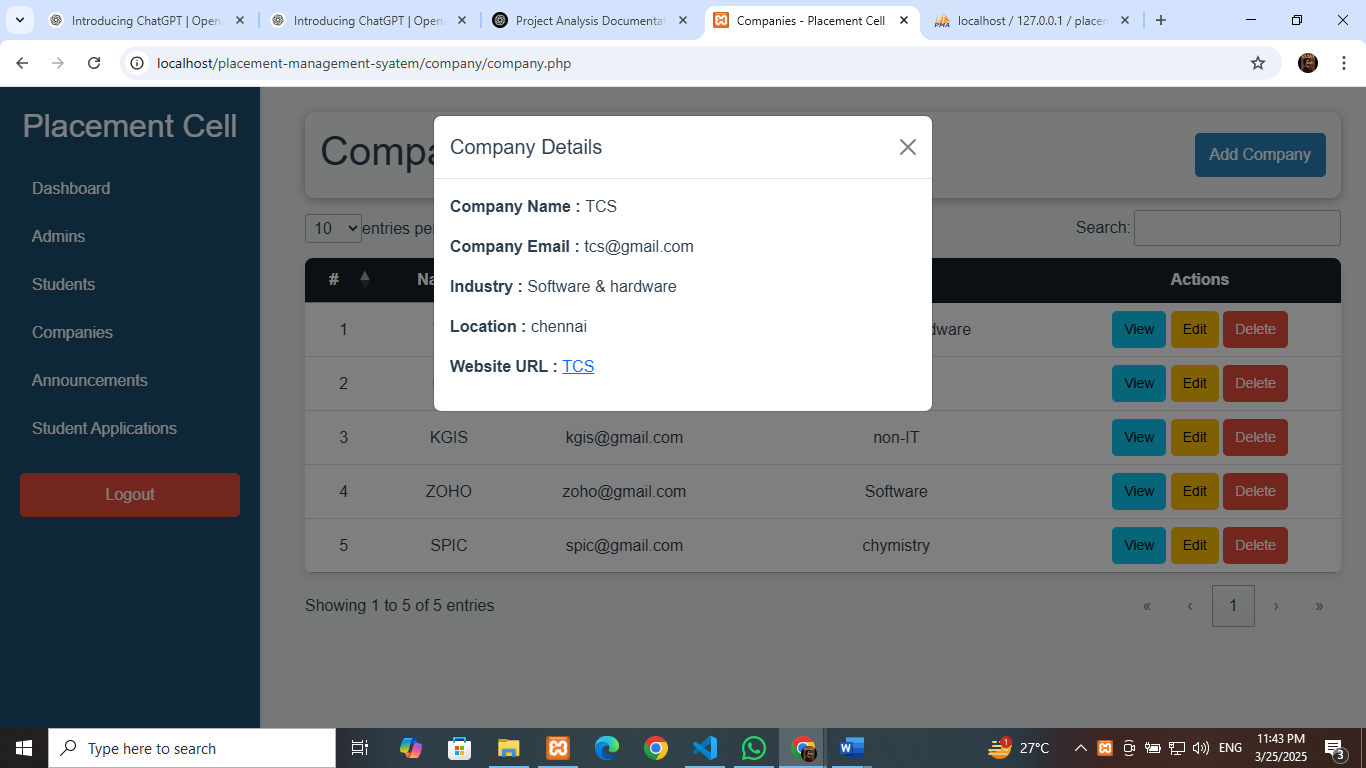 Introducing ChatGPT | Open
Introducing ChatGPT | Open
Project Analysis Documenta
Companies - Placement Cell
localhost / 127.0.0.1 / placem
localhost/placement-management-syatem/company/company.php
Placement Cell
Dashboard
Admins
Students
Companies
Announcements
Student Applications
Logout
Compa
Add Company
10 entries pe
Search:
# Na Actions
1 dware View Edit Delete
2 View Edit Delete
3 KGIS kgis@gmail.com non-IT View Edit Delete
4 ZOHO zoho@gmail.com Software View Edit Delete
5 SPIC spic@gmail.com chymistry View Edit Delete
Showing 1 to 5 of 5 entries
« ‹ 1 › »
Company Details
Company Name : TCS
Company Email : tcs@gmail.com
Industry : Software & hardware
Location : chennai
Website URL : TCS
Type here to search
1
27°C
ENG
11:43 PM
3/25/2025
3